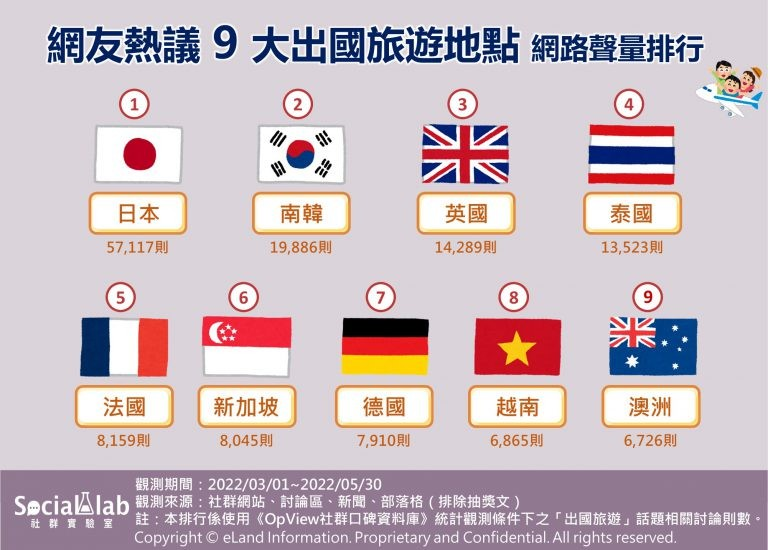 網友熱議 9 大出國旅遊地點 網路聲量排行
1
2
3
4
日本
南韓
英國
泰國
57,117則
19,886則
14,289則
13,523則
5
6
7
8
9
法國
新加坡
德國
越南
澳洲
8,159則
8,045則
7,910則
6,865則
6,726則
Social lab
社群實驗室
觀測期間：2022/03/01~2022/05/30
觀測來源：社群網站、討論區、新聞、部落格（排除抽獎文）
註：本排行係使用《OpView社群口碑資料庫》統計觀測條件下之「出國旅遊」話題相關討論則數。
Copyright © eLand Information. Proprietary and Confidential. All rights reserved.